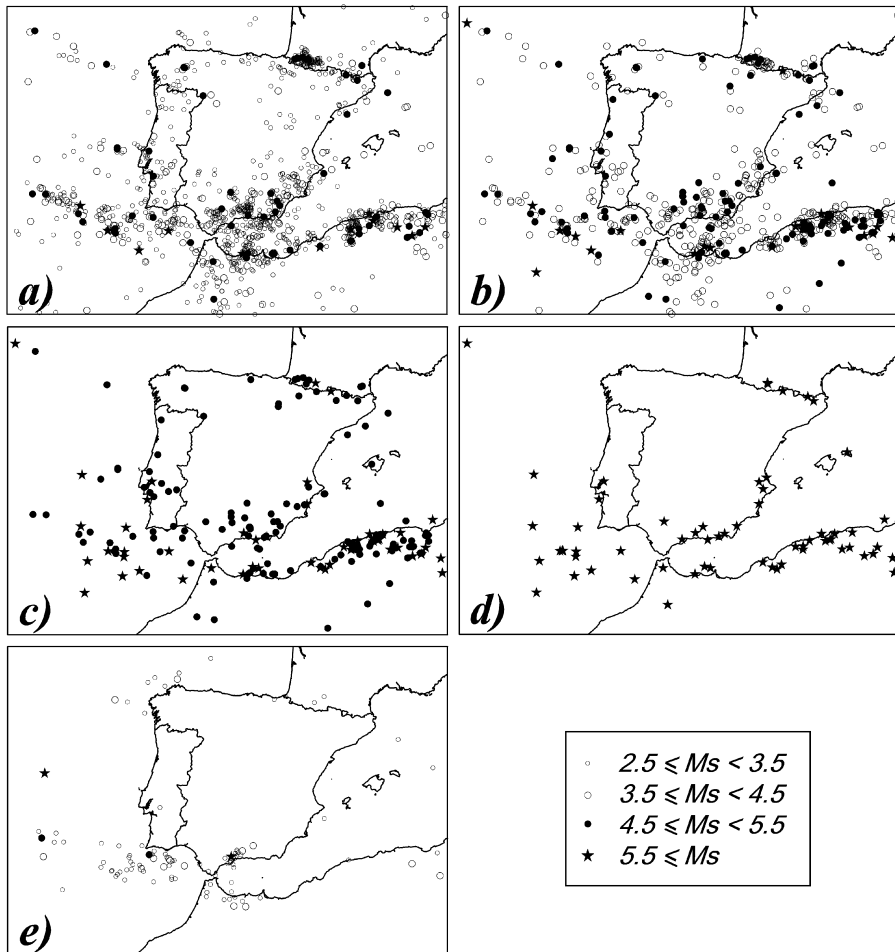 a)
b)
c)
d)
e)
2.5 ⩽ Ms < 3.5
3.5 ⩽ Ms < 4.5
4.5 ⩽ Ms < 5.5
5.5 ⩽ Ms